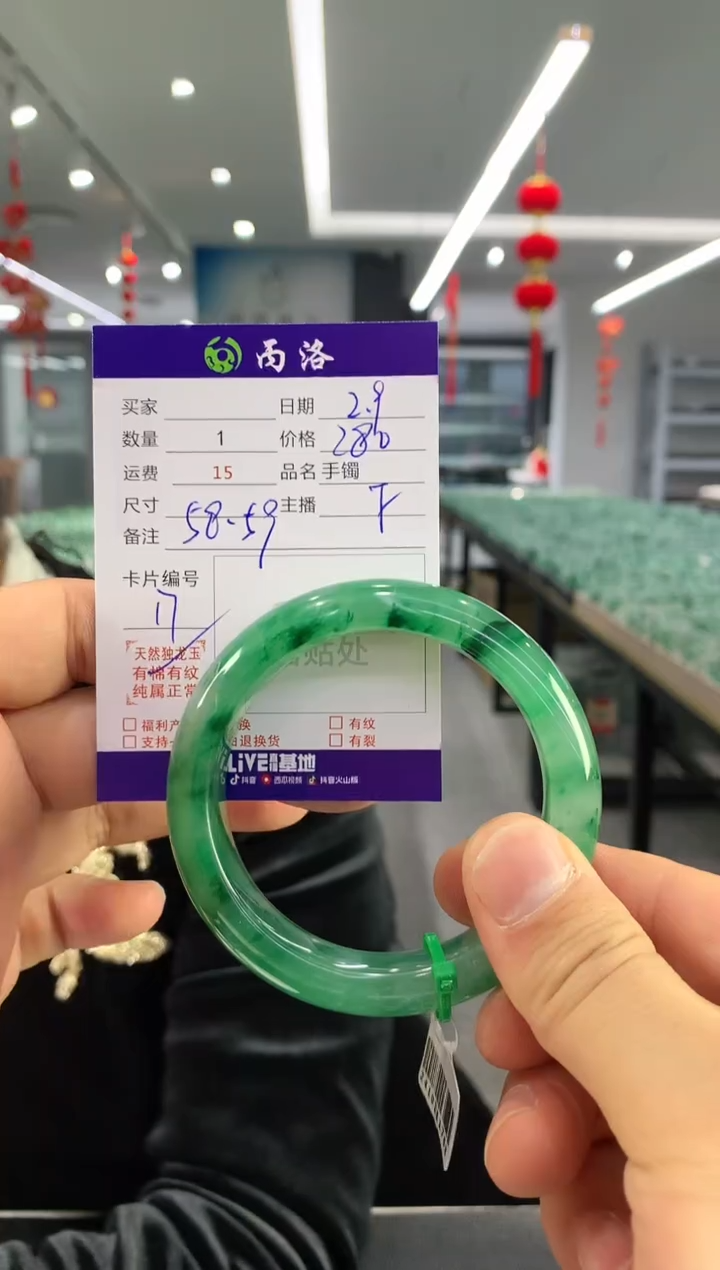 雨洛
买家 日期 2.9
数量 1 价格 280
运费 15 品名 手镯
尺寸 58.59 主播
备注
卡片编号
17
天然独龙玉
有棉有纹
纯属正常
福利产 换 有纹
支持 退换货 有裂
贴处
LiVE 基地
抖音 西瓜视频 抖音火山版